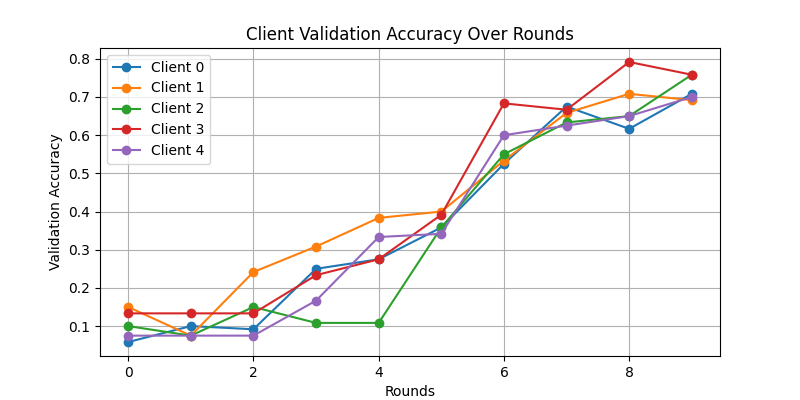 Client Validation Accuracy Over Rounds
Client 0
Client 1
Client 2
Client 3
Client 4
Validation Accuracy
0.8
0.7
0.6
0.5
0.4
0.3
0.2
0.1
0 2 4 6 8
Rounds